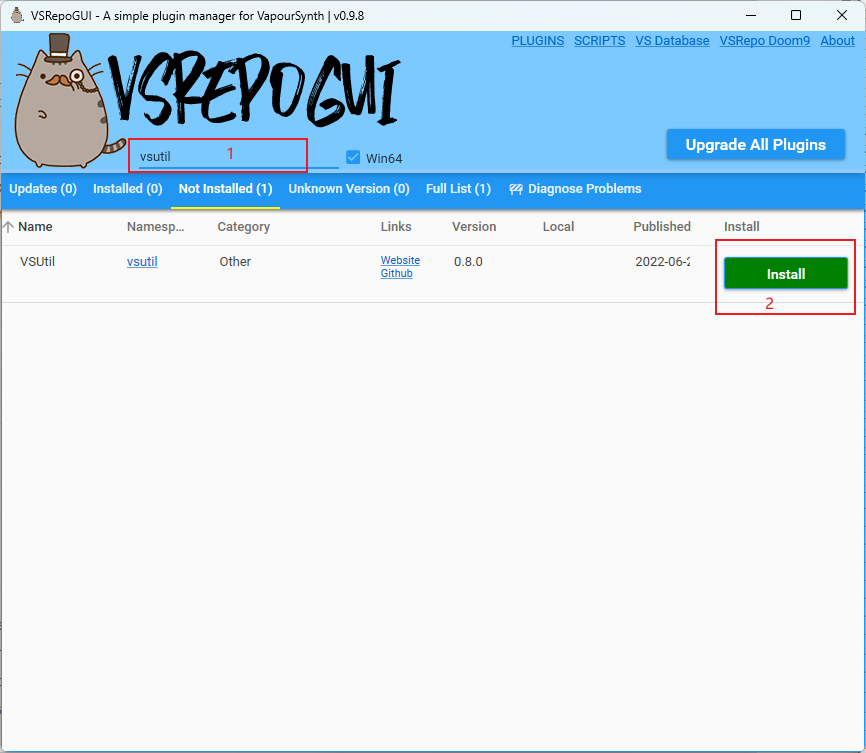 VSRepoGUI - A simple plugin manager for VapourSynth | v0.9.8
PLUGINS SCRIPTS VS Database VSRepo Doom9 About
VSREPOGUI
Upgrade All Plugins
vsutil 1 Win64
Updates (0) Installed (0) Not Installed (1) Unknown Version (0) Full List (1) Diagnose Problems
Name Namesp... Category Links Version Local Published Install
VSUtil vsutil Other Website 0.8.0 2022-06-2
Github Install
2